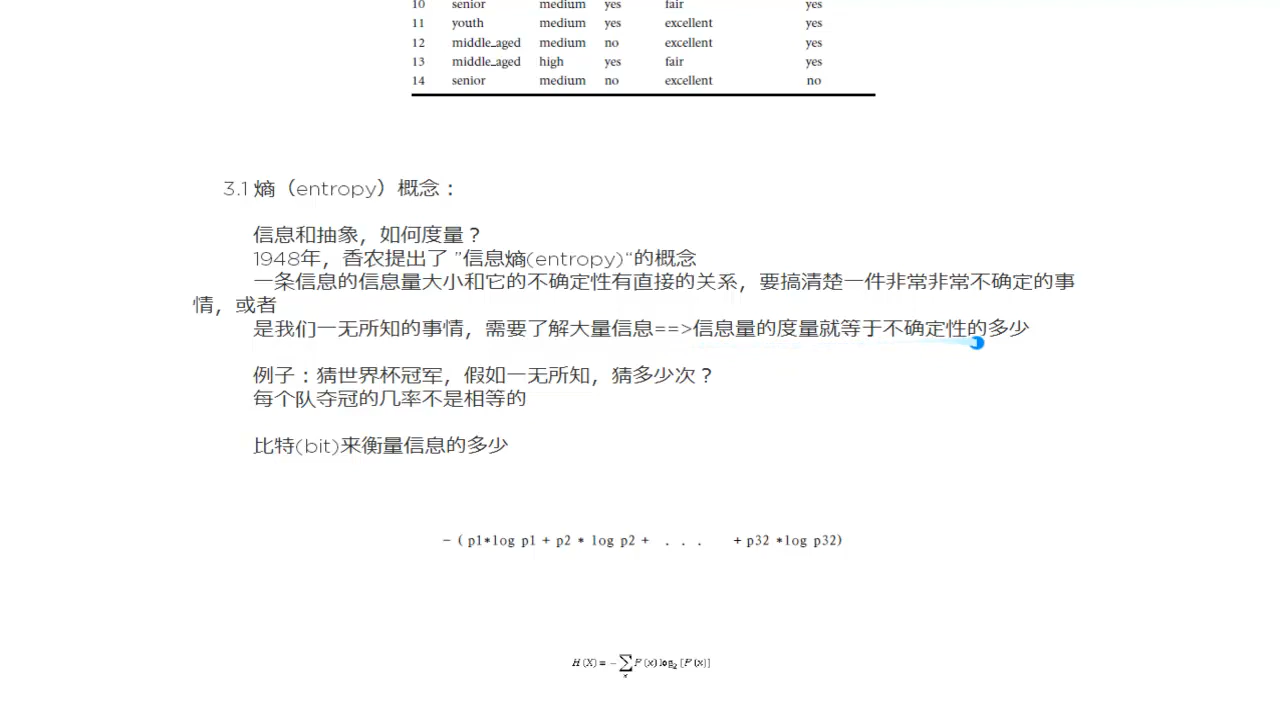 10 senior medium yes fair yes
11 youth medium yes excellent yes
12 middle_aged medium no excellent yes
13 middle_aged high yes fair yes
14 senior medium no excellent no
3.1 熵（entropy）概念：
信息和抽象，如何度量？
1948年，香农提出了 ”信息熵(entropy)“的概念
一条信息的信息量大小和它的不确定性有直接的关系，要搞清楚一件非常非常不确定的事
情，或者
是我们一无所知的事情，需要了解大量信息==>信息量的度量就等于不确定性的多少
例子：猜世界杯冠军，假如一无所知，猜多少次？
每个队夺冠的几率不是相等的
比特(bit)来衡量信息的多少
- ( p1*log p1 + p2 * log p2 + . . . + p32 *log p32)
H(X) = -∑x P(x) log₂ [P(x)]